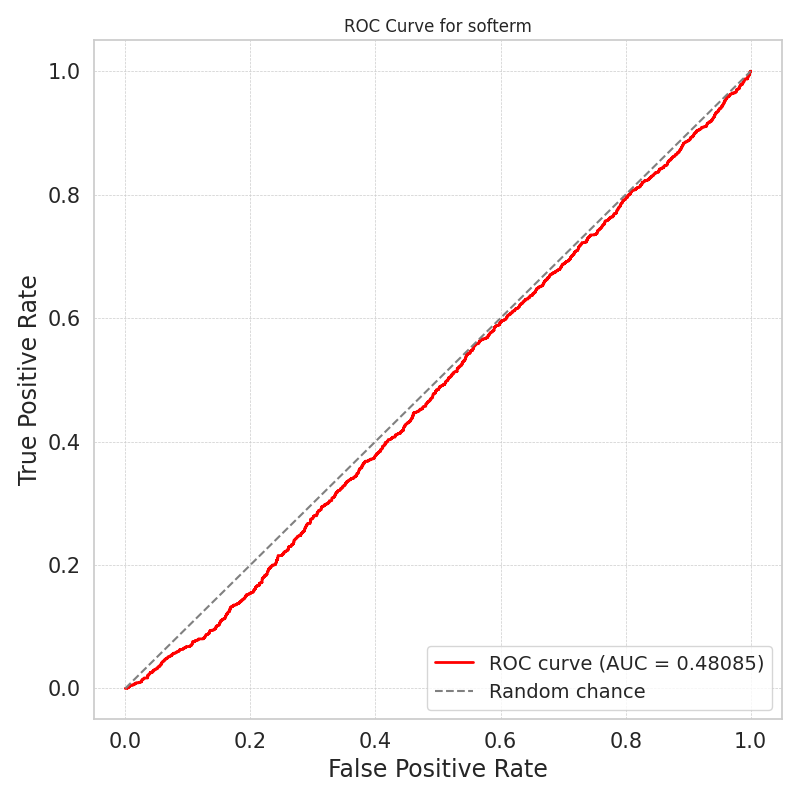 ROC Curve for softerm
True Positive Rate
1.0
0.8
0.6
0.4
0.2
0.0
ROC curve (AUC = 0.48085)
Random chance
0.0 0.2 0.4 0.6 0.8 1.0
False Positive Rate